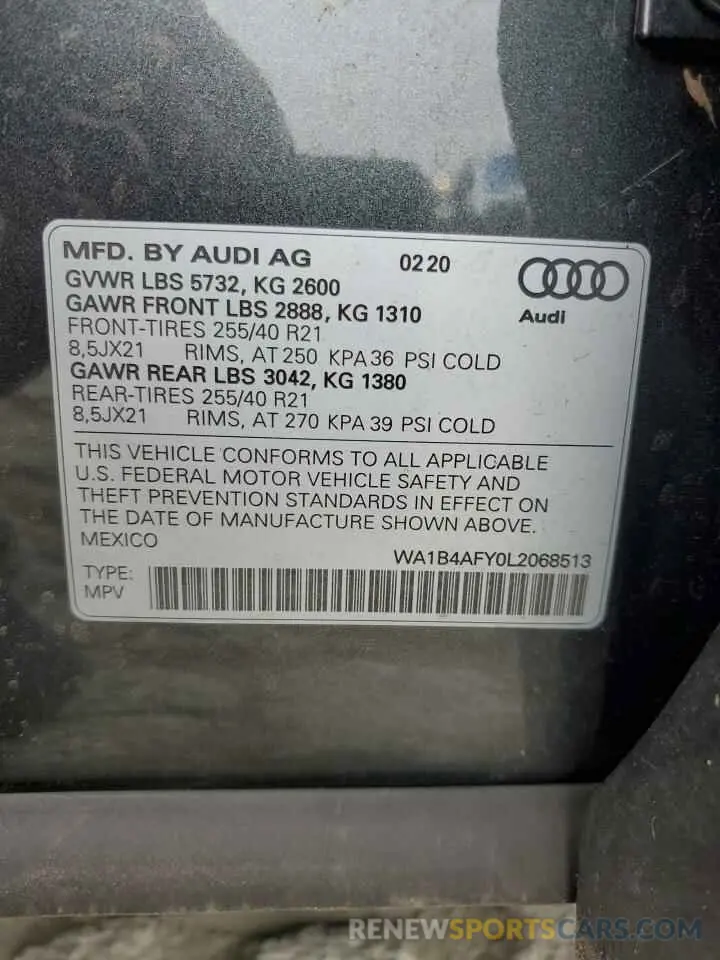 MFD. BY AUDI AG 0220
GVWR LBS 5732, KG 2600
GAWR FRONT LBS 2888, KG 1310
Audi
FRONT-TIRES 255/40 R21
8,5JX21 RIMS, AT 250 KPA 36 PSI COLD
GAWR REAR LBS 3042, KG 1380
REAR-TIRES 255/40 R21
8,5JX21 RIMS, AT 270 KPA 39 PSI COLD
THIS VEHICLE CONFORMS TO ALL APPLICABLE
U.S. FEDERAL MOTOR VEHICLE SAFETY AND
THEFT PREVENTION STANDARDS IN EFFECT ON
THE DATE OF MANUFACTURE SHOWN ABOVE.
MEXICO
WA1B4AFY0L2068513
TYPE:
MPV
RENEWSPORTSCARS.COM